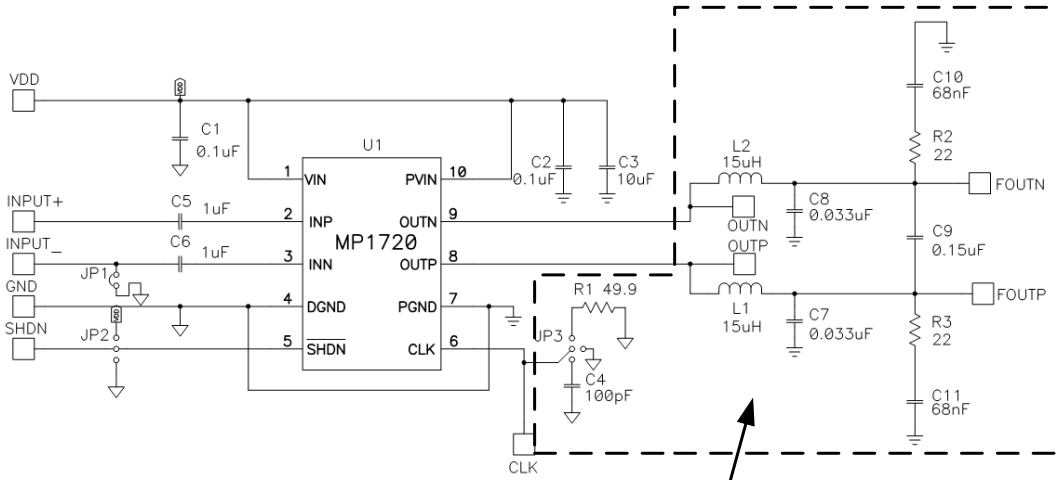 VDD
VDD
C1
0.1uF
U1
1 VIN
PVIN 10
C2
0.1uF
C3
10uF
INPUT+
C5
1uF
2 INP
OUTN 9
MP1720
INPUT_
C6
1uF
3 INN
OUTP 8
JP1
GND
4 DGND
PGND 7
VDD
SHDN
JP2
5 SHDN
CLK 6
CLK
R1 49.9
JP3
C4
100pF
L2
15uH
OUTN
OUTP
L1
15uH
C8
0.033uF
C7
0.033uF
C10
68nF
R2
22
FOUTN
C9
0.15uF
FOUTP
R3
22
C11
68nF